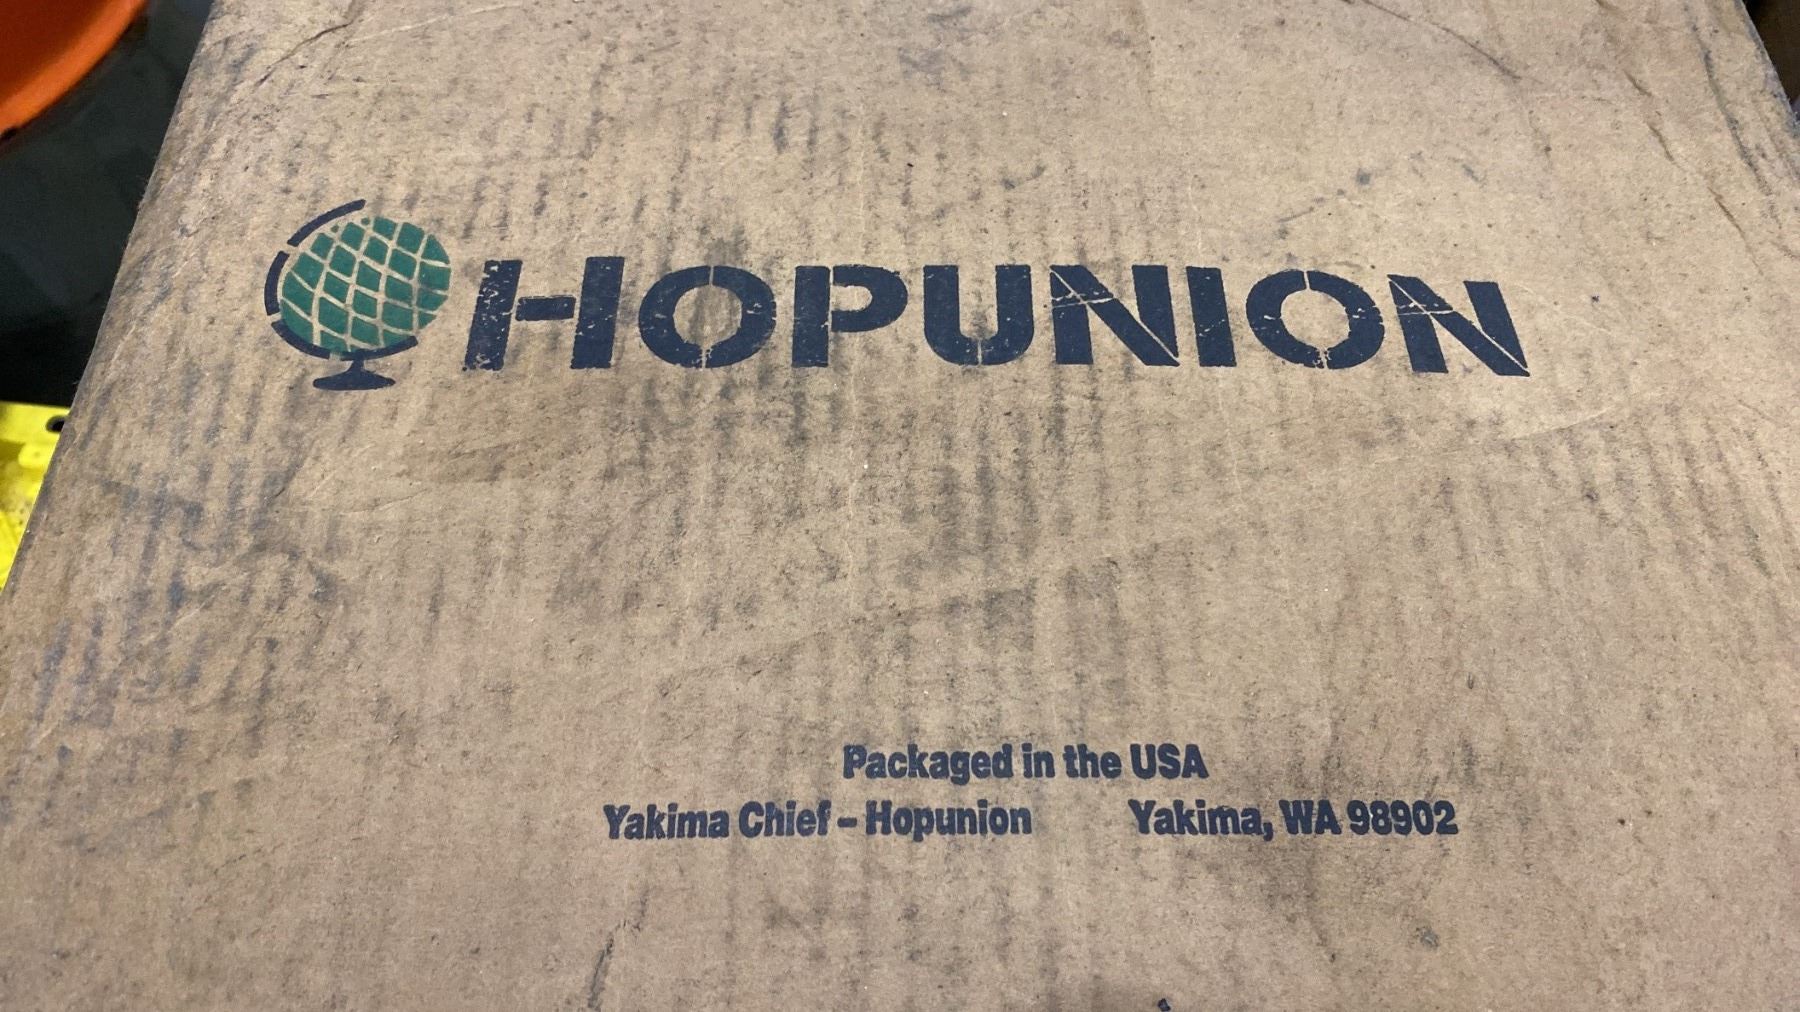 HOPUNION
Packaged in the USA
Yakima Chief – Hopunion Yakima, WA 98902